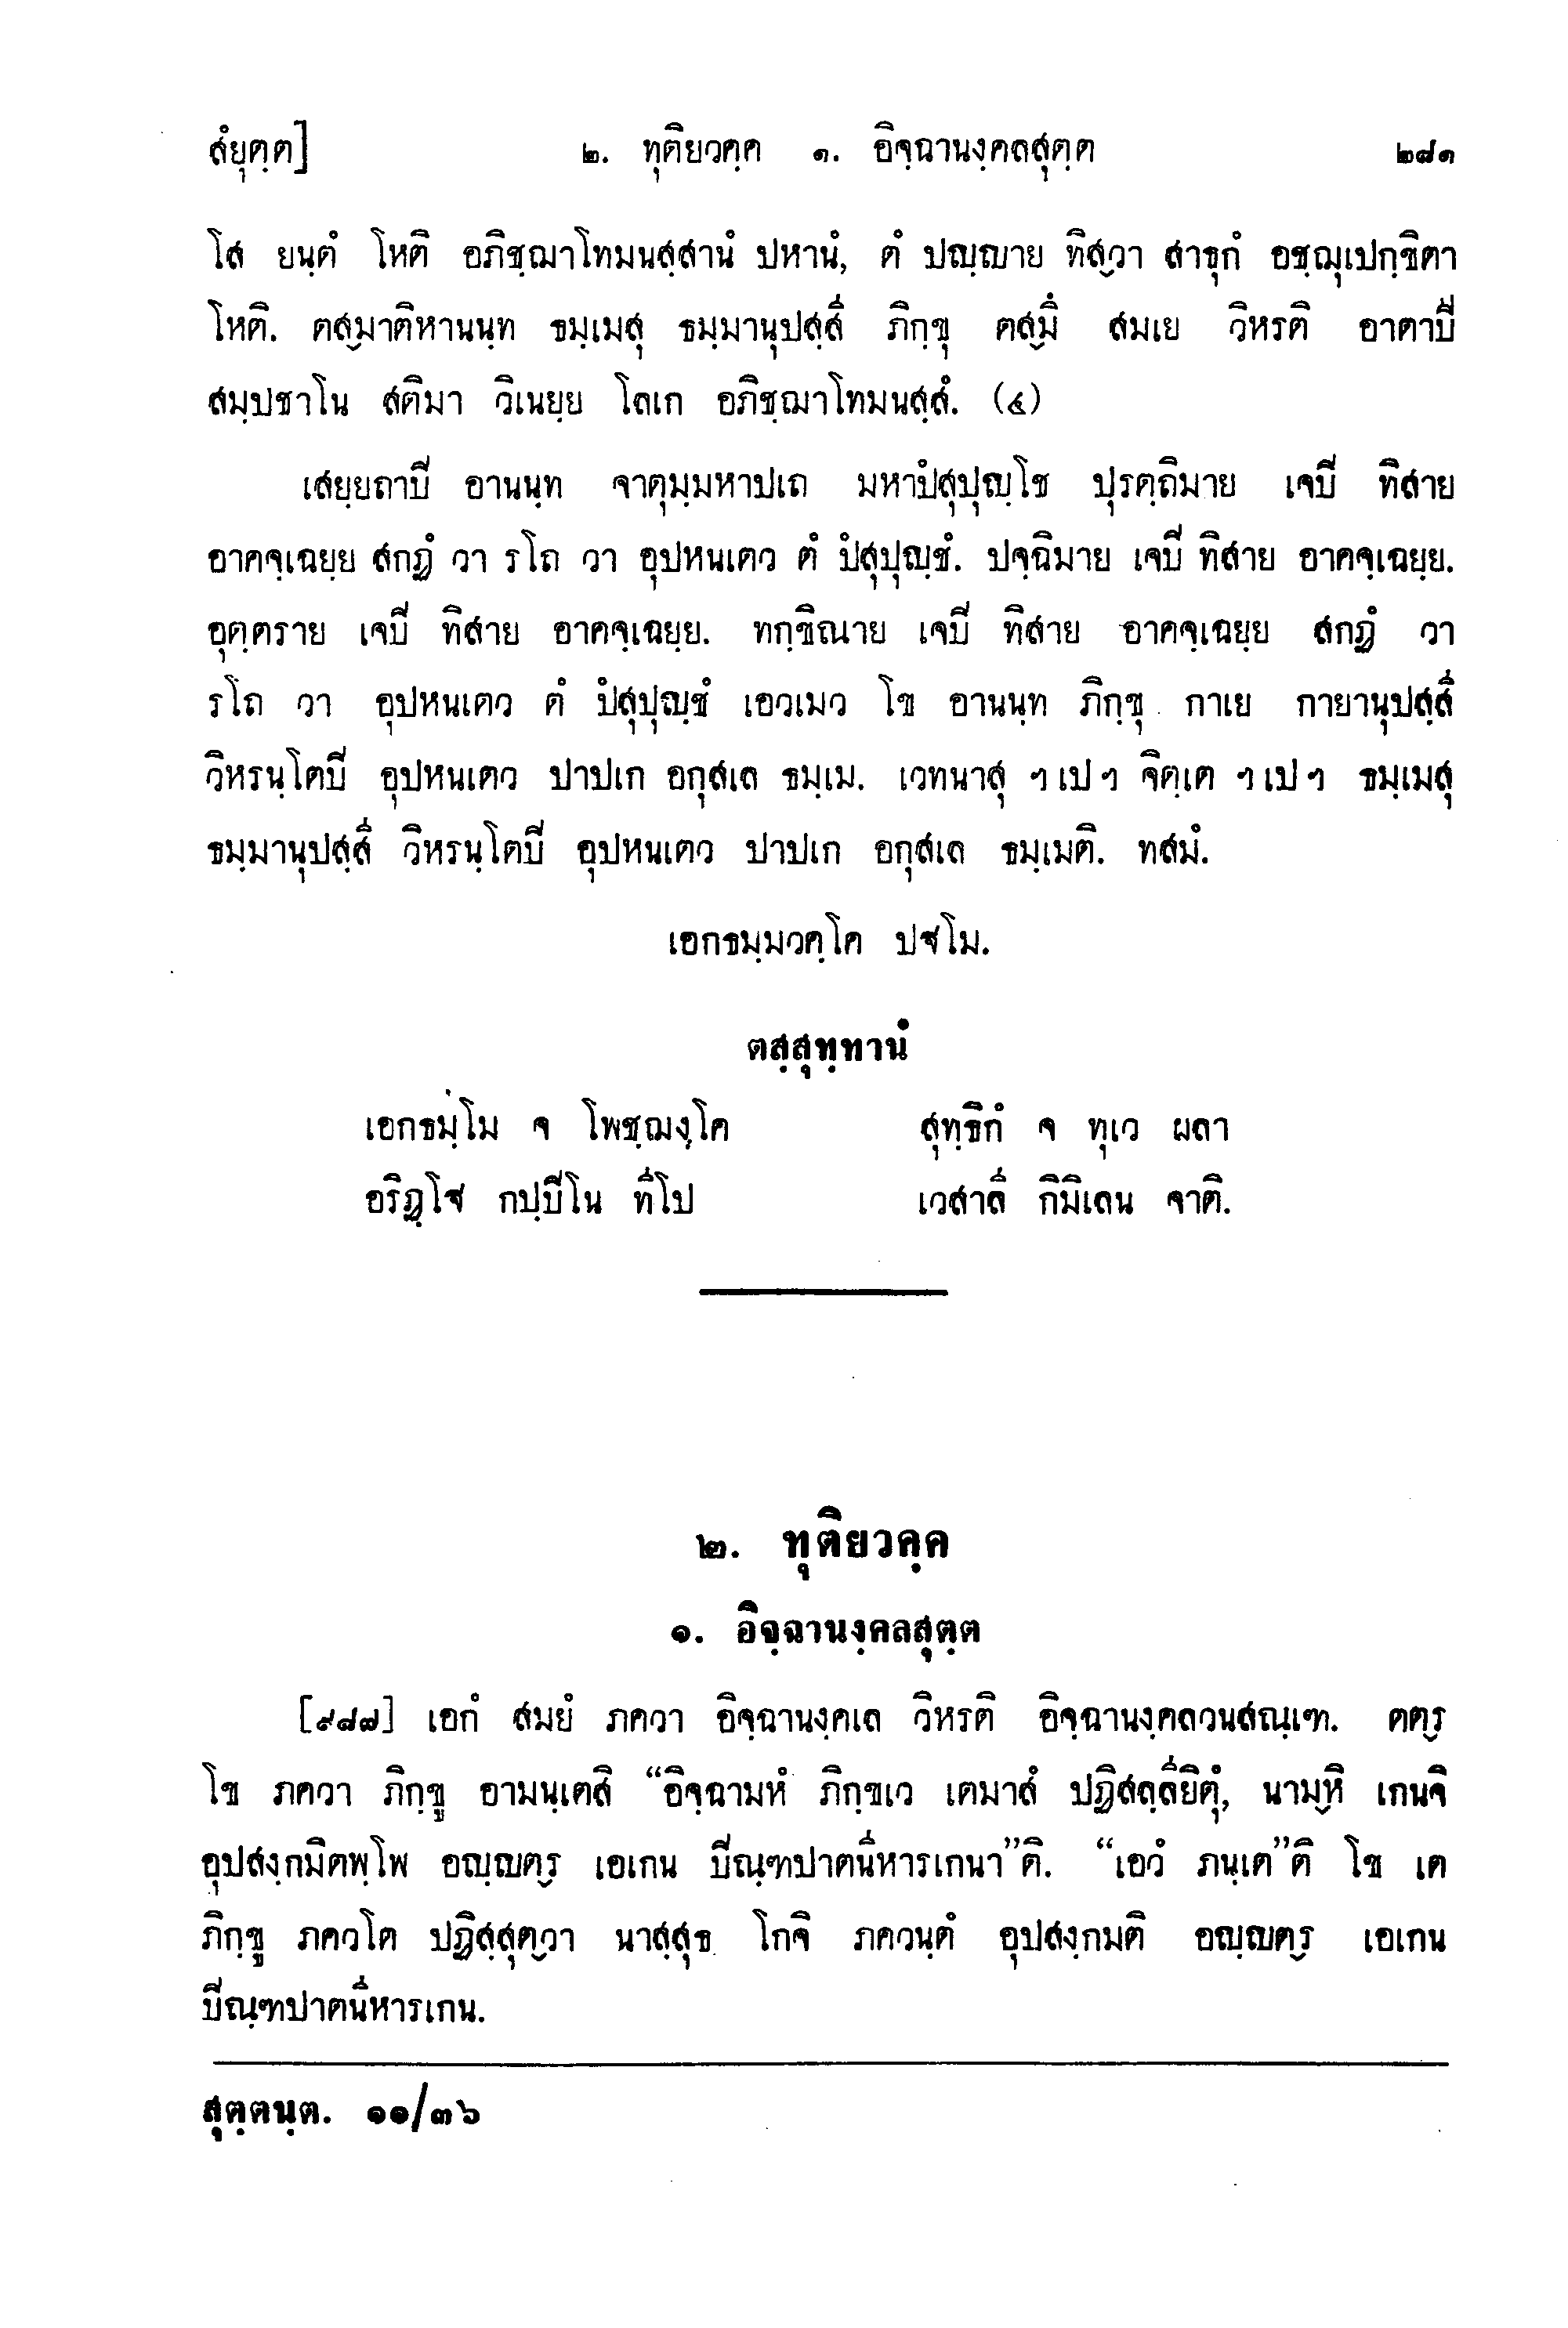 สํยุตฺต] ๒. ทุติยวคฺค ๑. อิจฺฉานงฺคลสุตฺต ๒๘๑
โส ยนฺตํ โหติ อภิชฺฌาโทมนสฺสานํ ปหานํ, ตํ ปญฺญาย ทิส๎วา สาธุกํ อชฺฌุเปกฺขิตา
โหติ. ตส๎มาติหานนฺท ธมฺเมสุ ธมฺมานุปสฺสี ภิกฺขุ ตส๎มึ สมเย วิหรติ อาตาปี
สมฺปชาโน สติมา วิเนยฺย โลเก อภิชฺฌาโทมนสฺสํ. (๔)
เสยฺยถาปิ อานนฺท จาตุมฺมหาปเถ มหาปํสุปุญฺโช ปุรตฺถิมาย เจปิ ทิสาย
อาคจฺเฉยฺย สกฏํ วา รโถ วา อุปหนเตว ตํ ปํสุปุญฺชํ. ปจฺฉิมาย เจปิ ทิสาย อาคจฺเฉยฺย.
อุตฺตราย เจปิ ทิสาย อาคจฺเฉยฺย. ทกฺขิณาย เจปิ ทิสาย อาคจฺเฉยฺย สกฏํ วา
รโถ วา อุปหนเตว ตํ ปํสุปุญฺชํ เอวเมว โข อานนฺท ภิกฺขุ กาเย กายานุปสฺสี
วิหรนฺโตปิ อุปหนเตว ปาปเก อกุสเล ธมฺเม. เวทนาสุ ฯ เป ฯ จิตฺเต ฯ เป ฯ ธมฺเมสุ
ธมฺมานุปสฺสี วิหรนฺโตปิ อุปหนเตว ปาปเก อกุสเล ธมฺเมติ. ทสมํ.
เอกธมฺมวคฺโค ปฐโม.
ตสฺสุทฺทานํ
เอกธมฺโม จ โพชฺฌงฺโค สุทฺธิกํ จ ทุเว ผลา
อริฏฺโฐ กปฺปิโน ทีโป เวสาลี กิมิเลน จาติ.
๒. ทุติยวคฺค
๑. อิจฺฉานงฺคลสุตฺต
[๙๘๗] เอกํ สมยํ ภควา อิจฺฉานงฺคเล วิหรติ อิจฺฉานงฺคลวนสณฺเฑ. ตต๎ร
โข ภควา ภิกฺขู อามนฺเตสิ “อิจฺฉามหํ ภิกฺขเว เตมาสํ ปฏิสลฺลียิตุํ, นาม๎หิ เกนจิ
อุปสงฺกมิตพฺโพ อญฺญต๎ร เอเกน ปิณฺฑปาตนีหารเกนา”ติ. “เอวํ ภนฺเต”ติ โข เต
ภิกฺขู ภควโต ปฏิสฺสุต๎วา นาสฺสุธ โกจิ ภควนฺตํ อุปสงฺกมติ อญฺญต๎ร เอเกน
ปิณฺฑปาตนีหารเกน.
สุตฺตนฺต. ๑๑/๓๖